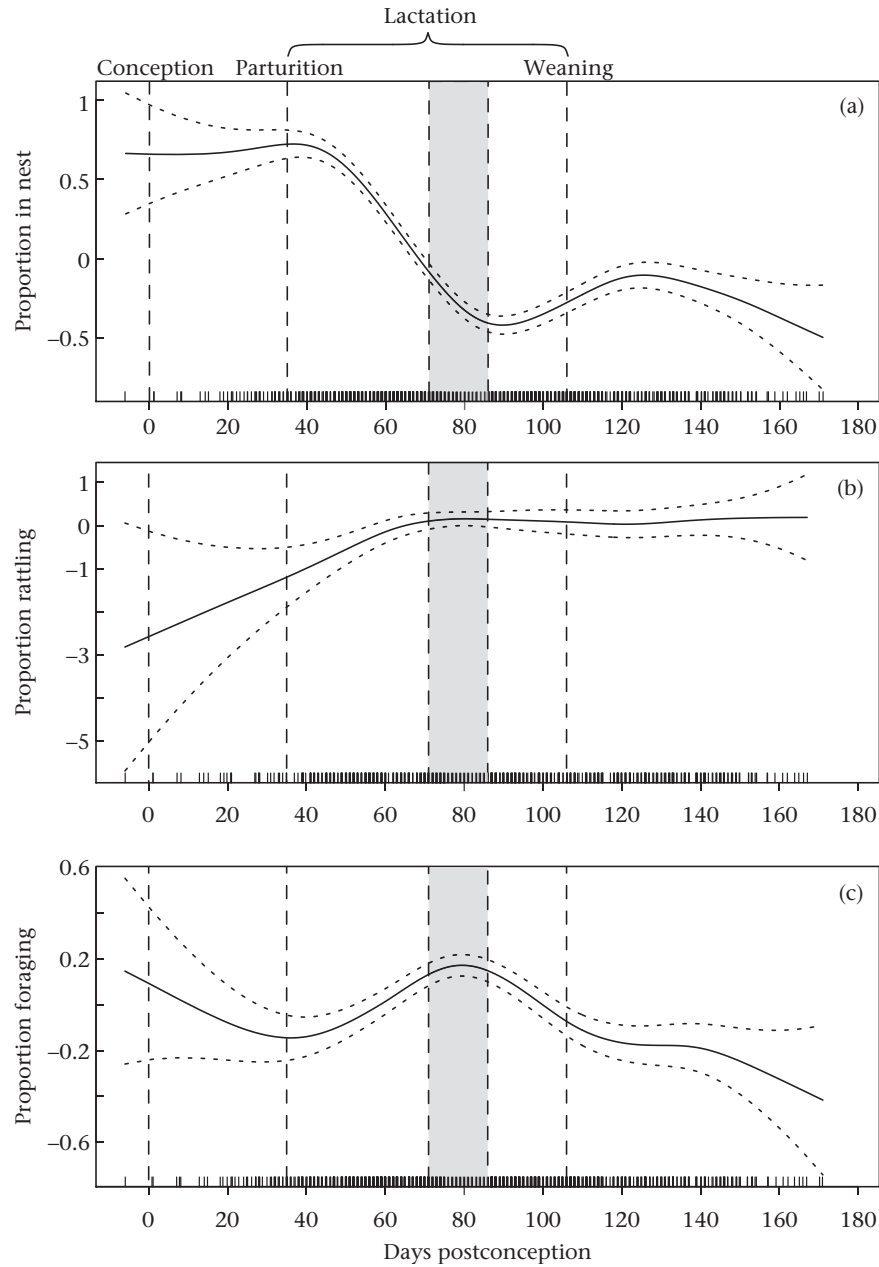 Lactation
Conception Parturition Weaning
(a)
Proportion in nest
1
0.5
0
−0.5
0 20 40 60 80 100 120 140 160 180
(b)
Proportion rattling
1
0
−1
−3
−5
0 20 40 60 80 100 120 140 160 180
(c)
Proportion foraging
0.6
0.2
−0.2
−0.6
0 20 40 60 80 100 120 140 160 180
Days postconception